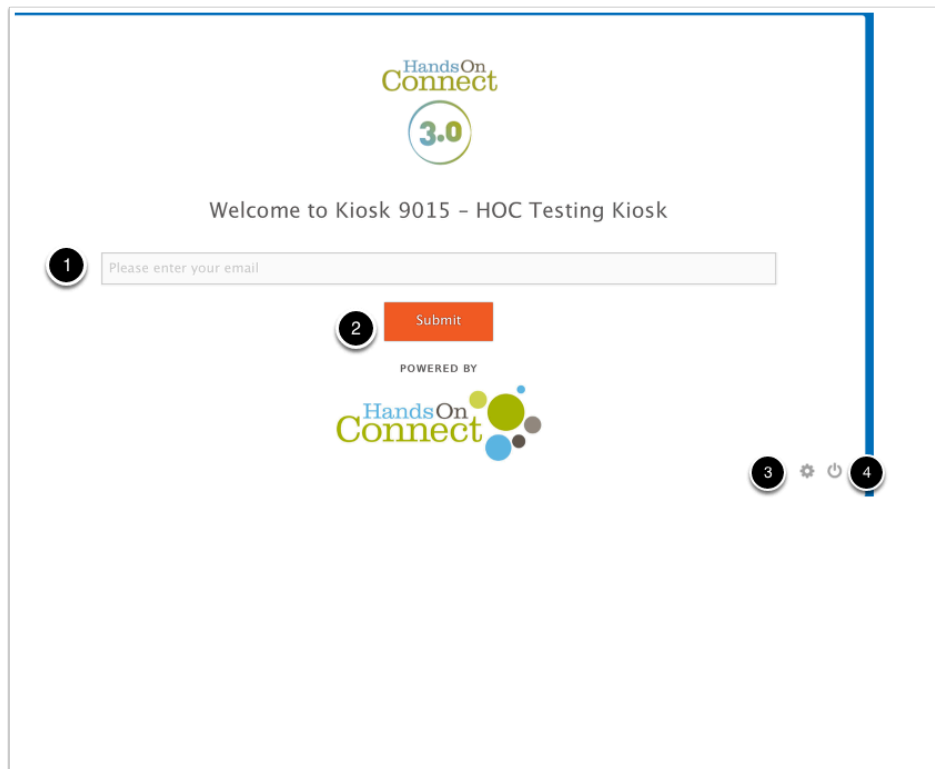 HandsOn
Connect
3.0
Welcome to Kiosk 9015 – HOC Testing Kiosk
1
Please enter your email
2
Submit
POWERED BY
HandsOn
Connect
3
4